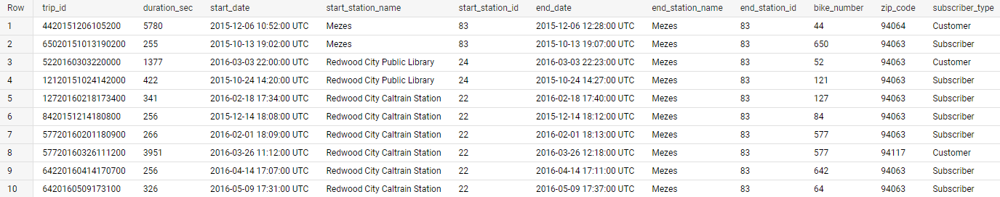 Row trip_id duration_sec start_date start_station_name start_station_id end_date end_station_name end_station_id bike_number zip_code subscriber_type
1 4420151206105200 5780 2015-12-06 10:52:00 UTC Mezes 83 2015-12-06 12:28:00 UTC Mezes 83 44 94064 Customer
2 65020151013190200 255 2015-10-13 19:02:00 UTC Mezes 83 2015-10-13 19:07:00 UTC Mezes 83 650 94063 Subscriber
3 5220160303220000 1377 2016-03-03 22:00:00 UTC Redwood City Public Library 24 2016-03-03 22:23:00 UTC Mezes 83 52 94063 Customer
4 12120151024142000 422 2015-10-24 14:20:00 UTC Redwood City Public Library 24 2015-10-24 14:27:00 UTC Mezes 83 121 94063 Subscriber
5 12720160218173400 341 2016-02-18 17:34:00 UTC Redwood City Caltrain Station 22 2016-02-18 17:40:00 UTC Mezes 83 127 94063 Subscriber
6 8420151214180800 256 2015-12-14 18:08:00 UTC Redwood City Caltrain Station 22 2015-12-14 18:12:00 UTC Mezes 83 84 94063 Subscriber
7 57720160201180900 266 2016-02-01 18:09:00 UTC Redwood City Caltrain Station 22 2016-02-01 18:13:00 UTC Mezes 83 577 94063 Subscriber
8 57720160326111200 3951 2016-03-26 11:12:00 UTC Redwood City Caltrain Station 22 2016-03-26 12:18:00 UTC Mezes 83 577 94117 Customer
9 64220160414170700 256 2016-04-14 17:07:00 UTC Redwood City Caltrain Station 22 2016-04-14 17:11:00 UTC Mezes 83 642 94063 Subscriber
10 6420160509173100 326 2016-05-09 17:31:00 UTC Redwood City Caltrain Station 22 2016-05-09 17:37:00 UTC Mezes 83 64 94063 Subscriber